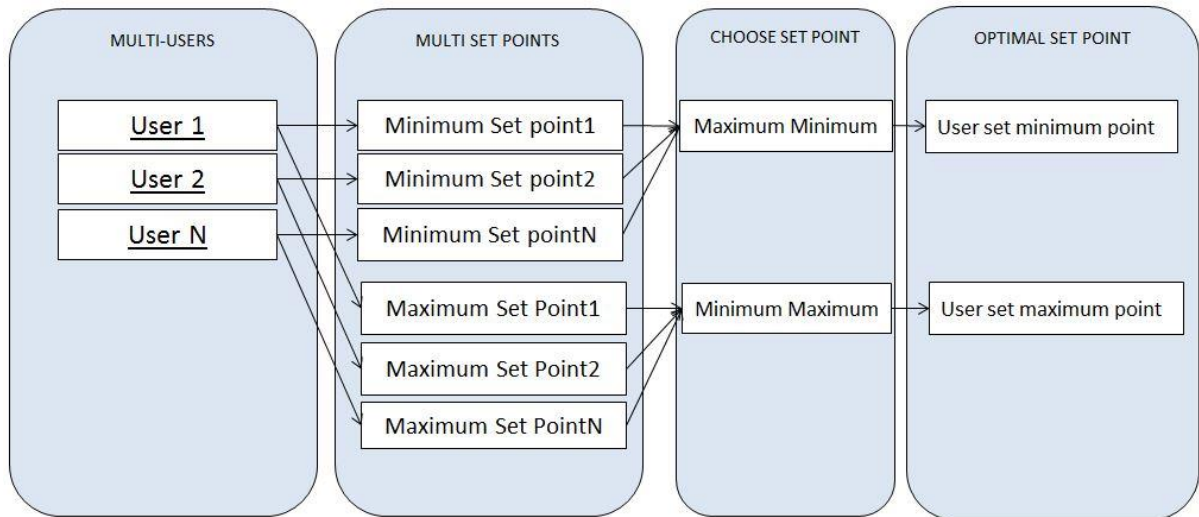 MULTI-USERS
User 1
User 2
User N
MULTI SET POINTS
Minimum Set point1
Minimum Set point2
Minimum Set pointN
Maximum Set Point1
Maximum Set Point2
Maximum Set PointN
CHOOSE SET POINT
Maximum Minimum
Minimum Maximum
OPTIMAL SET POINT
User set minimum point
User set maximum point